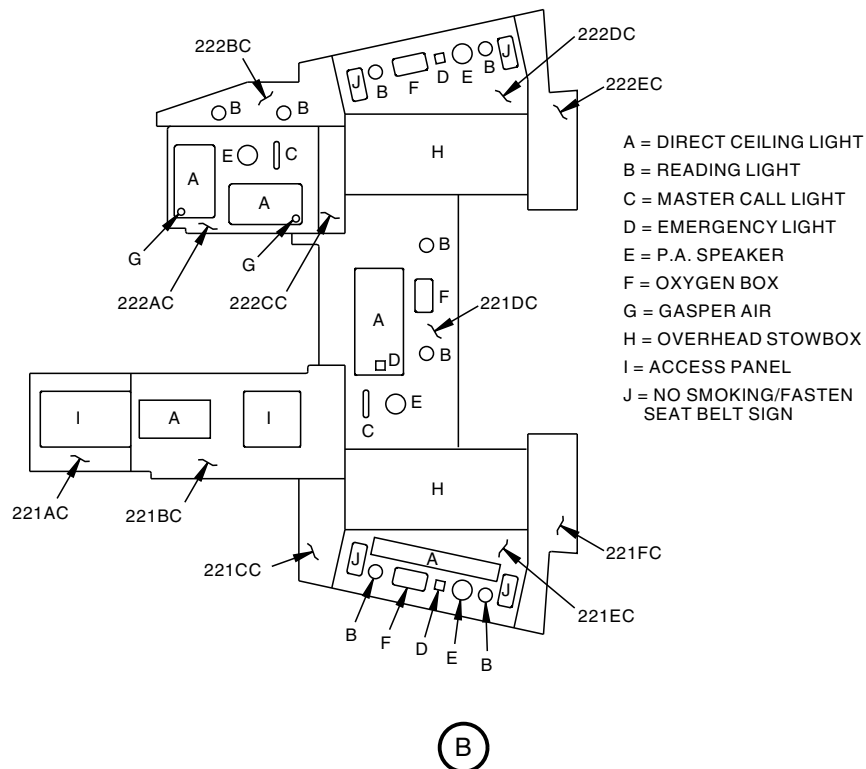 222BC
222DC
J
B
F
D
E
B
J
222EC
B
B
E
C
A
A
H
G
G
222AC
222CC
B
F
A
221DC
D
B
C
E
I
A
I
221AC
221BC
H
221CC
J
A
J
221FC
221EC
B
F
D
E
B
A = DIRECT CEILING LIGHT
B = READING LIGHT
C = MASTER CALL LIGHT
D = EMERGENCY LIGHT
E = P.A. SPEAKER
F = OXYGEN BOX
G = GASPER AIR
H = OVERHEAD STOWBOX
I = ACCESS PANEL
J = NO SMOKING/FASTEN
SEAT BELT SIGN
B